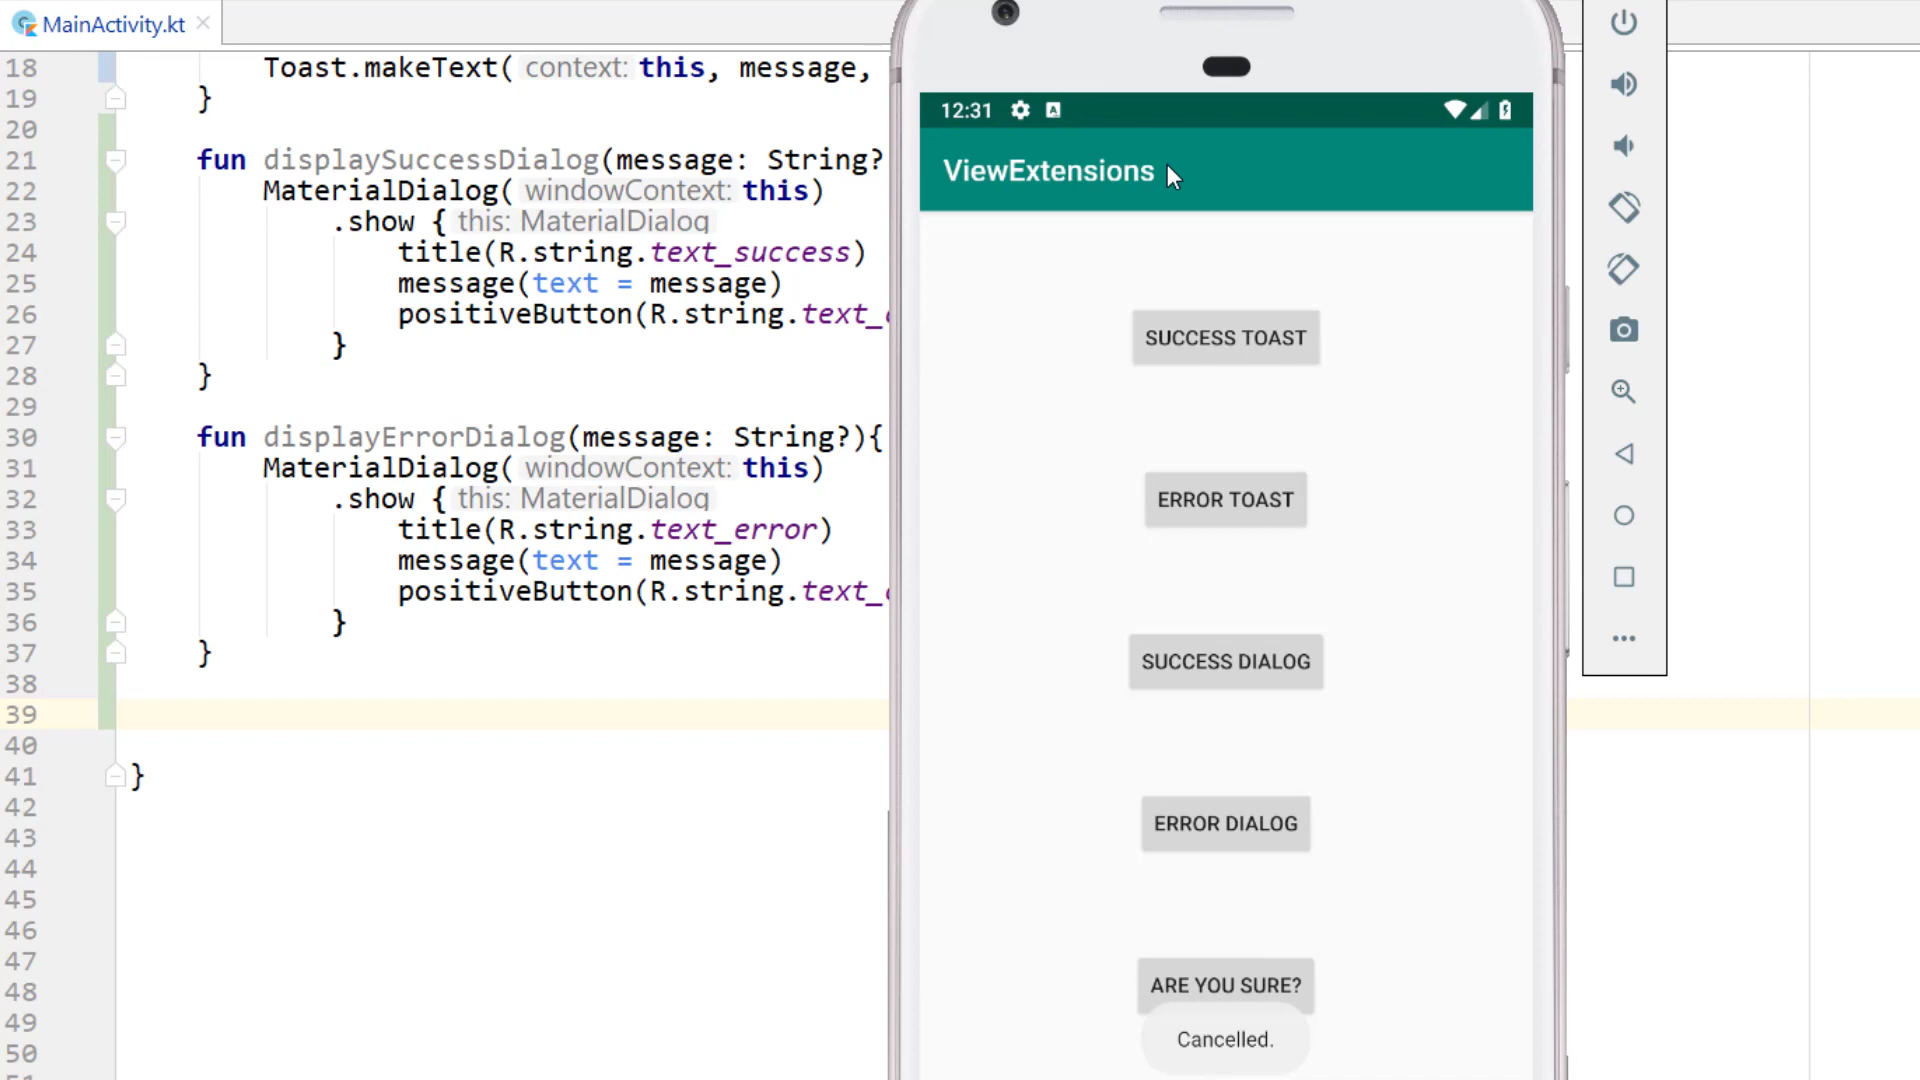 MainActivity.kt
18 Toast.makeText( context: this, message,
19 }
20
21 fun displaySuccessDialog(message: String?
22 MaterialDialog( windowContext: this)
23 .show { this: MaterialDialog
24 title(R.string.text_success)
25 message(text = message)
26 positiveButton(R.string.text_
27 }
28 }
29
30 fun displayErrorDialog(message: String?){
31 MaterialDialog( windowContext: this)
32 .show { this: MaterialDialog
33 title(R.string.text_error)
34 message(text = message)
35 positiveButton(R.string.text_
36 }
37 }
38
39
40
41 }
42
43
44
45
46
47
48
49
50
12:31
ViewExtensions
SUCCESS TOAST
ERROR TOAST
SUCCESS DIALOG
ERROR DIALOG
ARE YOU SURE?
Cancelled.